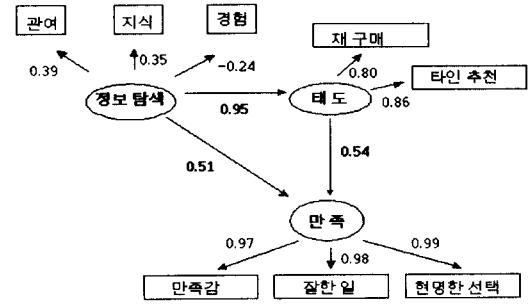 관여
지식
경험
재 구매
0.39
0.35
-0.24
0.80
타인 추천
정보 탐색
0.95
태 도
0.86
0.51
0.54
만 족
0.97
0.98
0.99
만족감
잘한 일
현명한 선택